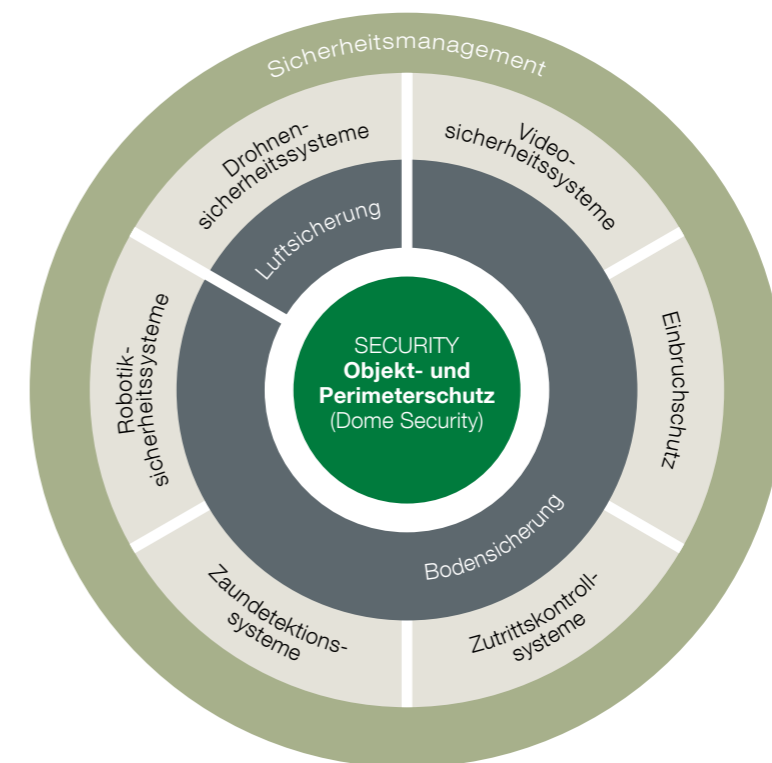 Sicherheitsmanagement
Drohnen-
sicherheitssysteme
Video-
sicherheitssysteme
Luftsicherung
Robotik-
sicherheitssysteme
SECURITY
Objekt- und
Perimeterschutz
(Dome Security)
Einbruchschutz
Bodensicherung
Zaundetektions-
systeme
Zutrittskontroll-
systeme